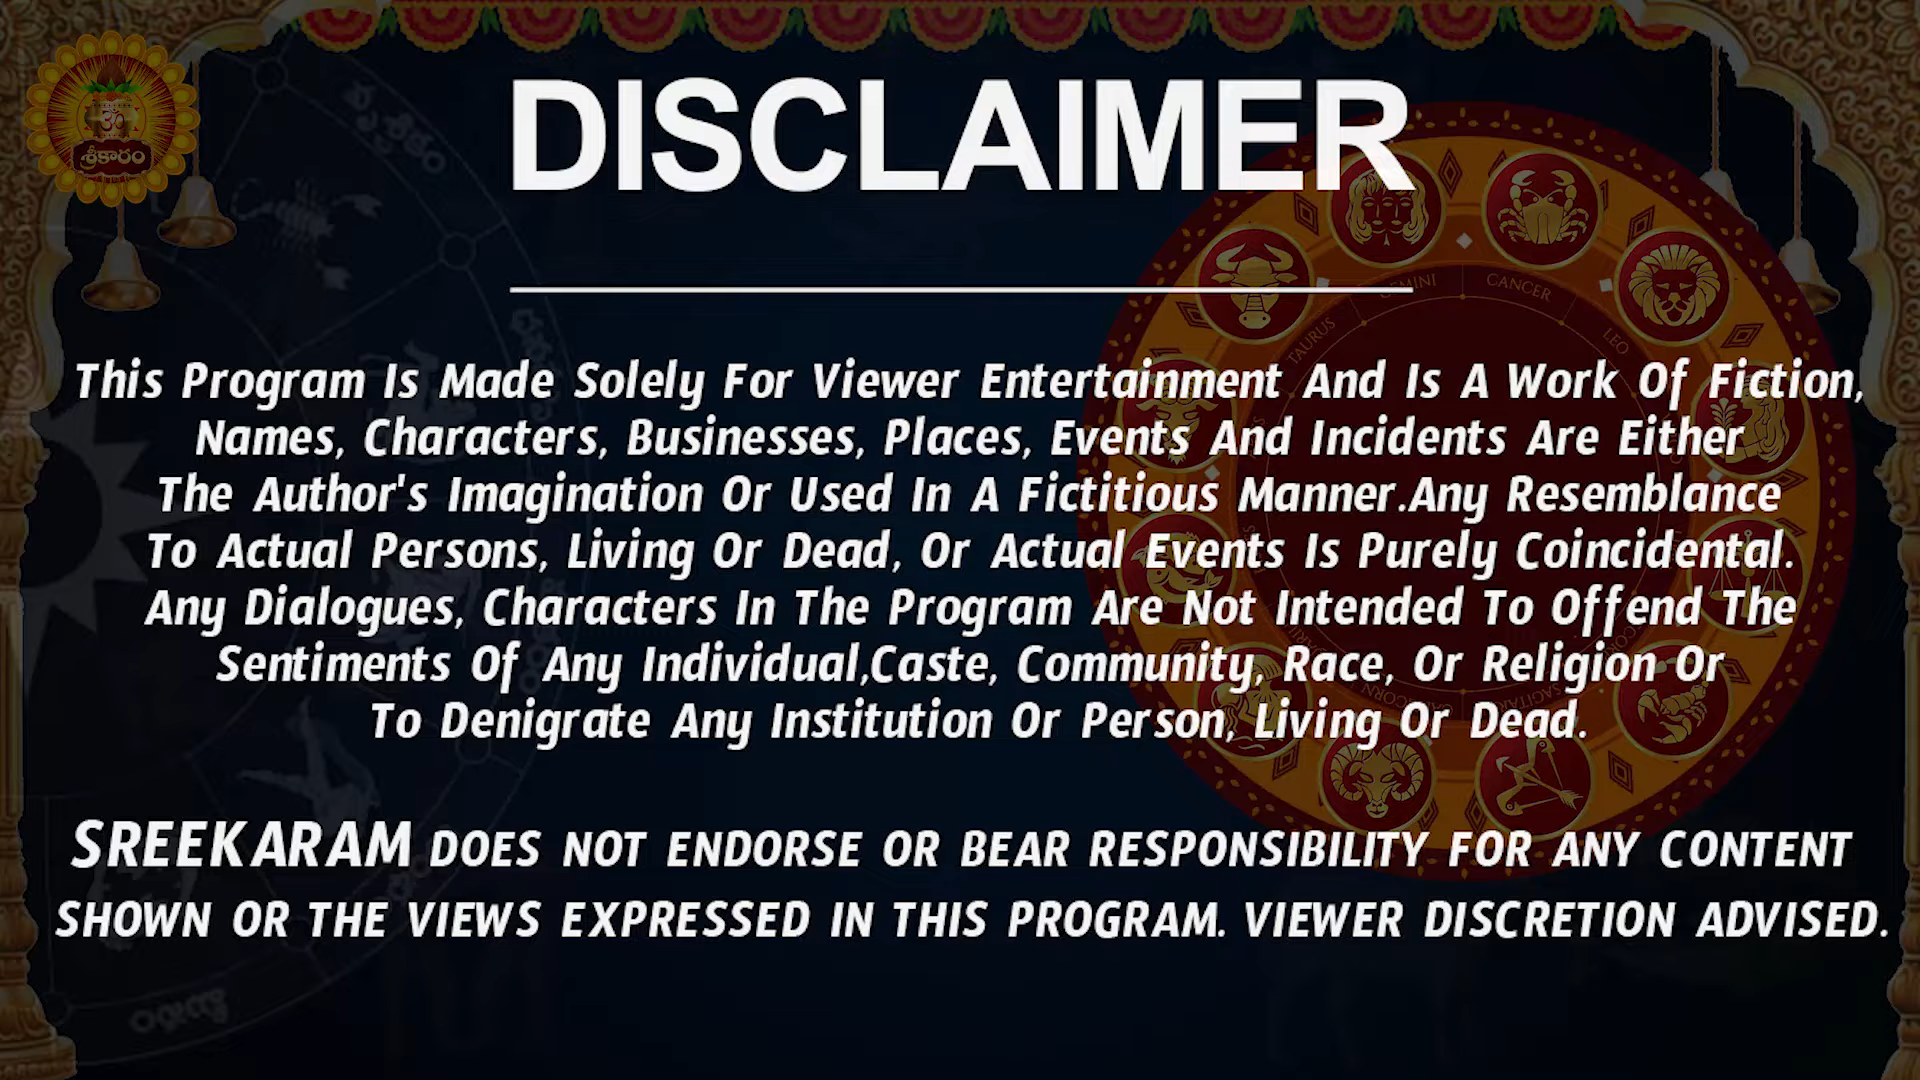 శ్రీకారం
DISCLAIMER
GEMINI
CANCER
TAURUS
LEO
This Program Is Made Solely For Viewer Entertainment And Is A Work Of Fiction,
Names, Characters, Businesses, Places, Events And Incidents Are Either
The Author's Imagination Or Used In A Fictitious Manner.Any Resemblance
To Actual Persons, Living Or Dead, Or Actual Events Is Purely Coincidental.
Any Dialogues, Characters In The Program Are Not Intended To Offend The
Sentiments Of Any Individual,Caste, Community, Race, Or Religion Or
To Denigrate Any Institution Or Person, Living Or Dead.
SREEKARAM DOES NOT ENDORSE OR BEAR RESPONSIBILITY FOR ANY CONTENT
SHOWN OR THE VIEWS EXPRESSED IN THIS PROGRAM. VIEWER DISCRETION ADVISED.